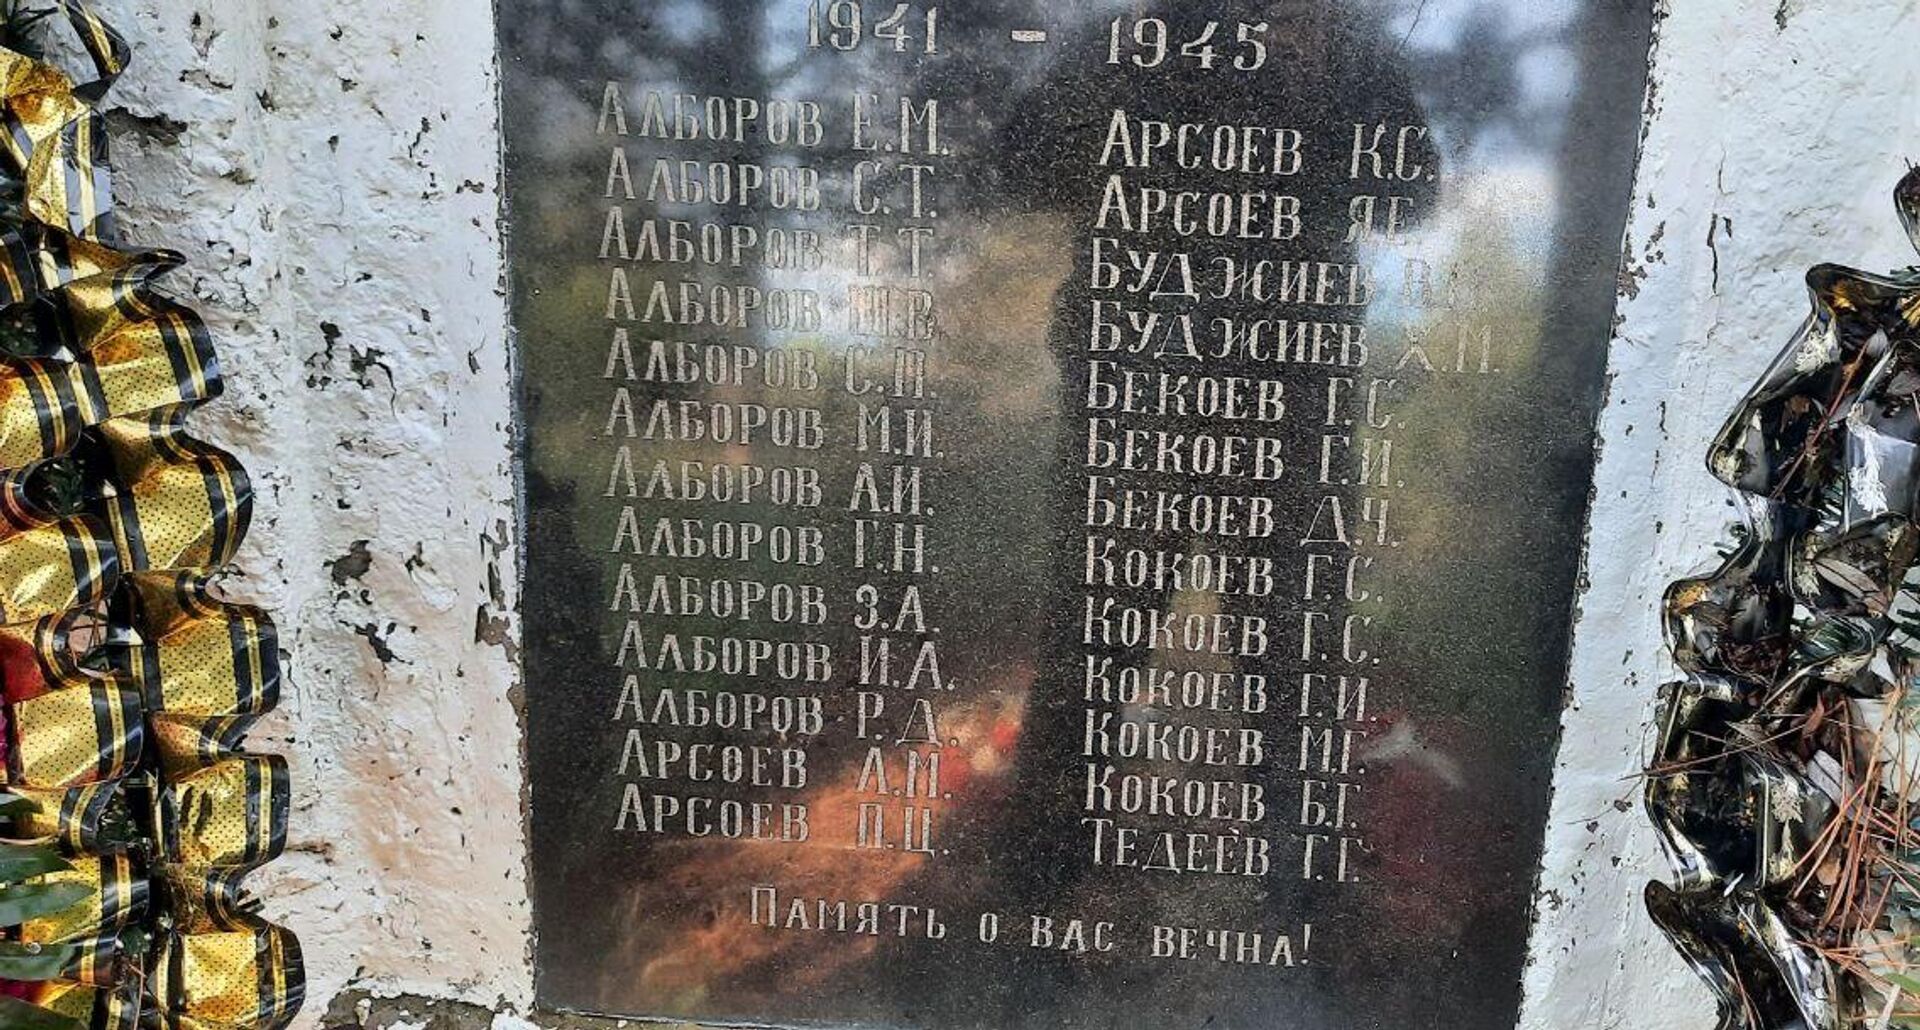 1941 - 1945
АЛБОРОВ Е.М.
АЛБОРОВ С.Т.
АЛБОРОВ Т.Т.
АЛБОРОВ
АЛБОРОВ С.П.
АЛБОРОВ М.И.
АЛБОРОВ А.И.
АЛБОРОВ Г.Н.
АЛБОРОВ З.А.
АЛБОРОВ И.А.
АЛБОРОВ Р.Д.
АРСОЕВ А.М.
АРСОЕВ П.Ц.
АРСОЕВ К.С.
АРСОЕВ Я.Е.
БУДЖИЕВ
БУДЖИЕВ Х.М.
БЕКОЕВ Г.С.
БЕКОЕВ Г.И.
БЕКОЕВ Д.Ч.
КОКОЕВ Г.С.
КОКОЕВ Г.С.
КОКОЕВ Г.И.
КОКОЕВ М.Г.
КОКОЕВ Б.Г.
ТЕДЕЕВ Г.Г.
ПАМЯТЬ О ВАС ВЕЧНА!